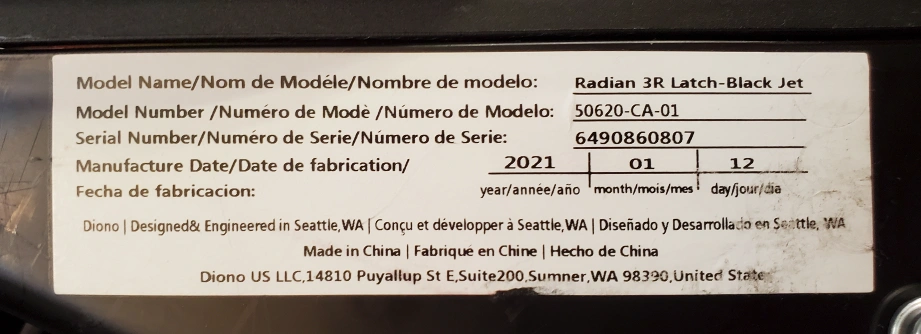 Model Name/Nom de Modéle/Nombre de modelo: Radian 3R Latch-Black Jet
Model Number /Numéro de Modè /Número de Modelo: 50620-CA-01
Serial Number/Numéro de Serie/Número de Serie: 6490860807
Manufacture Date/Date de fabrication/ 2021 01 12
Fecha de fabricacion: year/année/año month/mois/mes day/jour/dia
Diono | Designed& Engineered in Seattle,WA | Conçu et développer à Seattle,WA | Diseñado y Desarrollado en Seattle, WA
Made in China | Fabriqué en Chine | Hecho de China
Diono US LLC,14810 Puyallup St E,Suite200,Sumner,WA 98390,United State